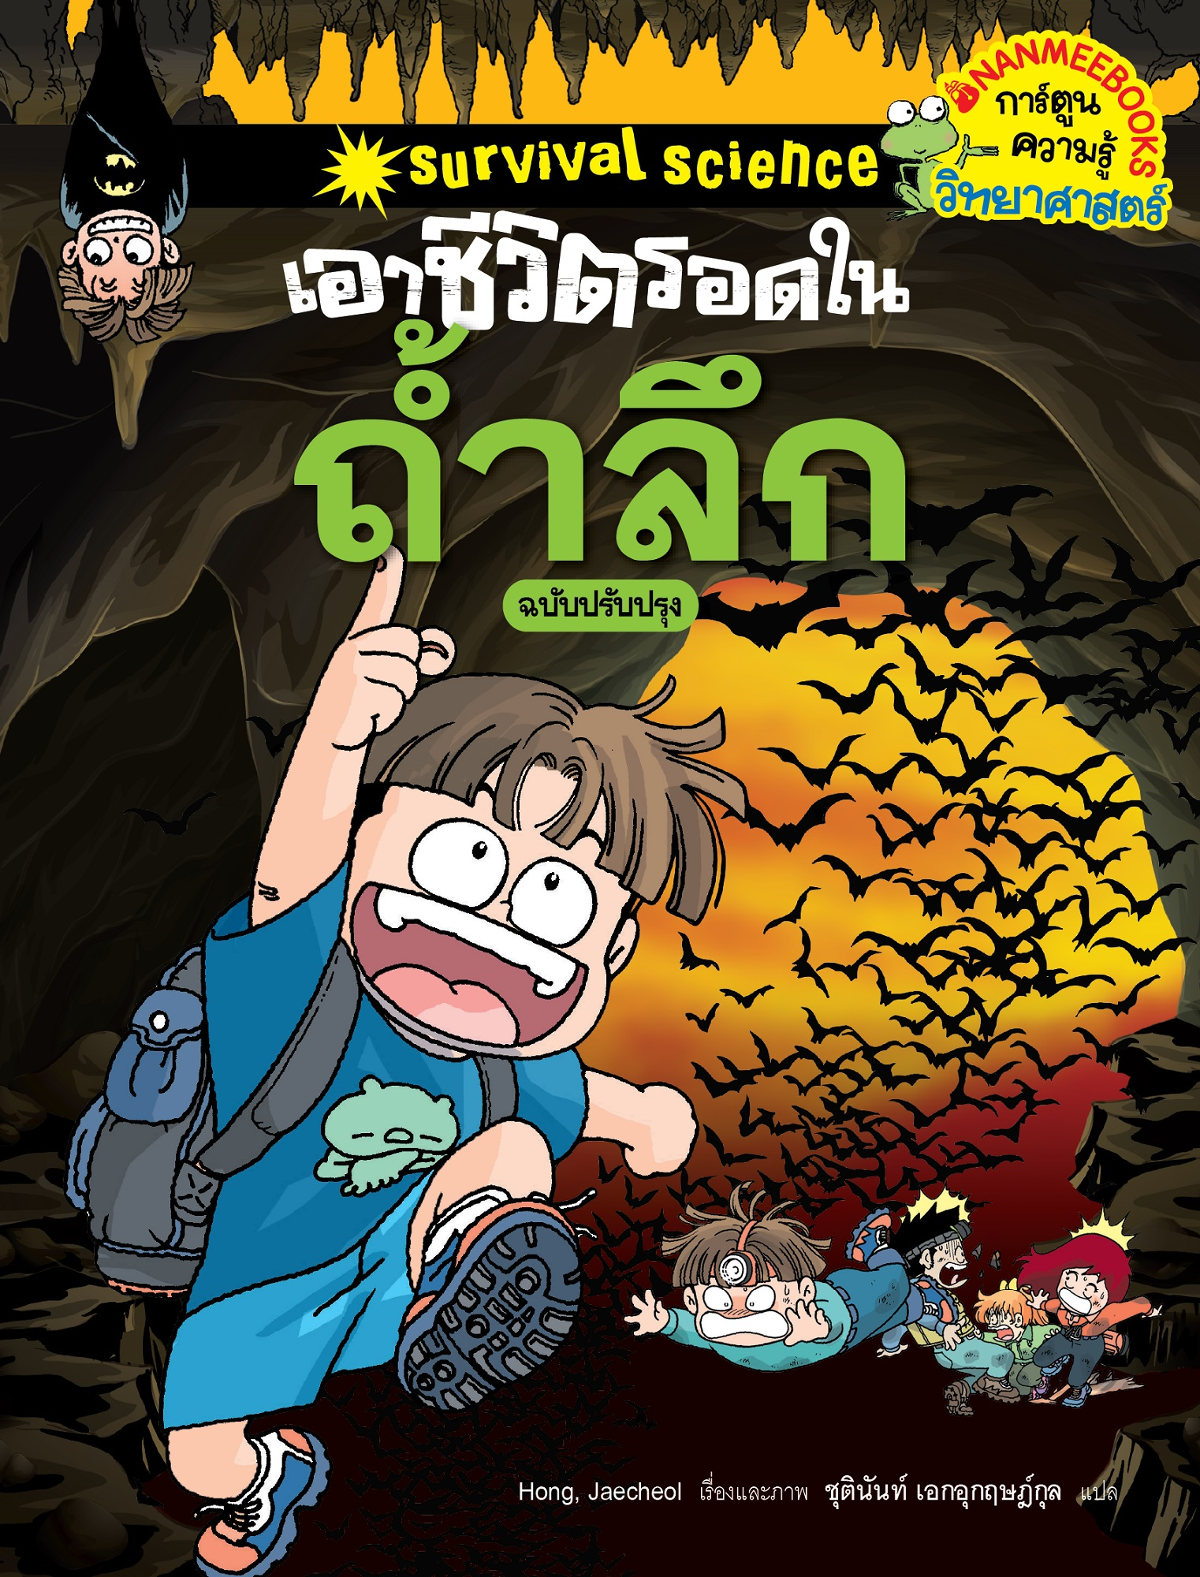 NANMEEBOOKS
การ์ตูน
ความรู้
วิทยาศาสตร์
survival science
เอาชีวิตรอดใน
ถ้ำลึก
ฉบับปรับปรุง
Hong, Jaecheol เรื่องและภาพ ชุตินันท์ เอกอุกฤษฎ์กุล แปล